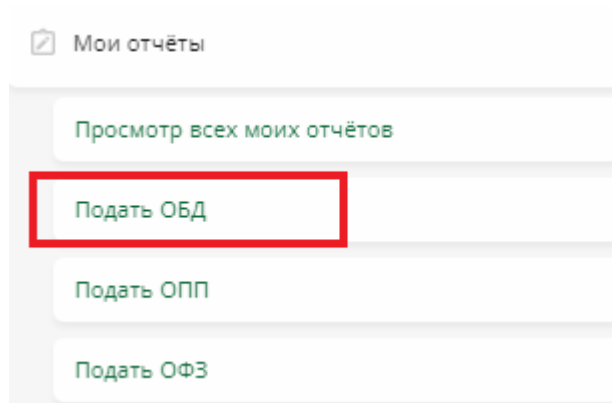 Мои отчёты
Просмотр всех моих отчётов
Подать ОБД
Подать ОПП
Подать ОФЗ